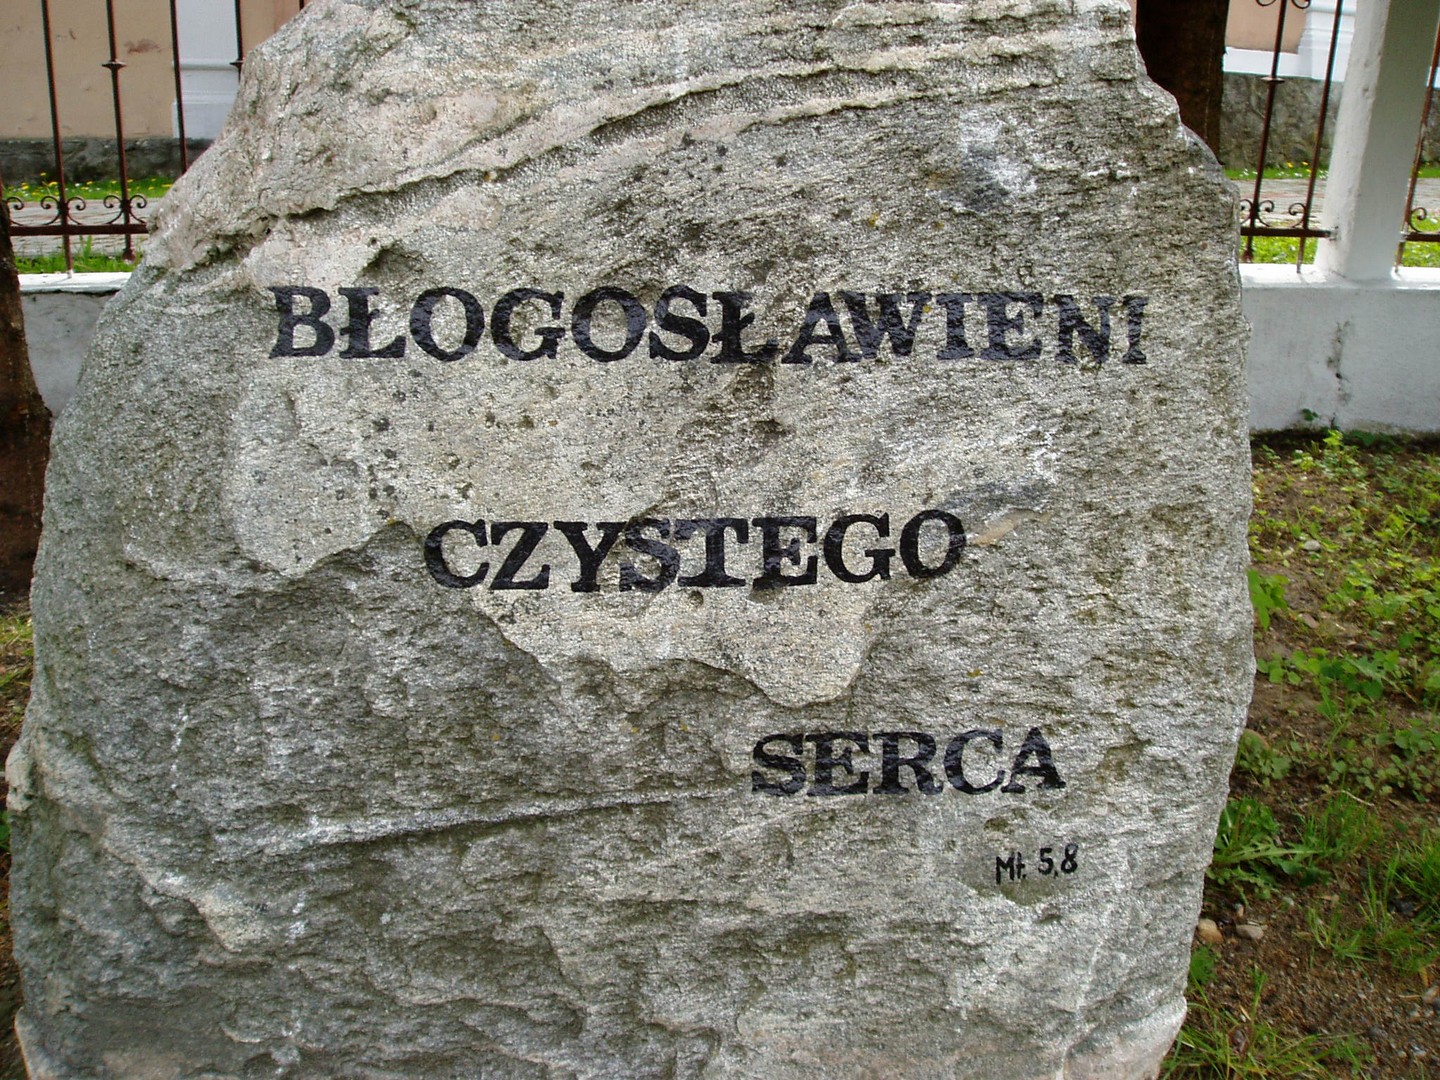 BŁOGOSŁAWIENI
CZYSTEGO
SERCA
Mt. 5,8